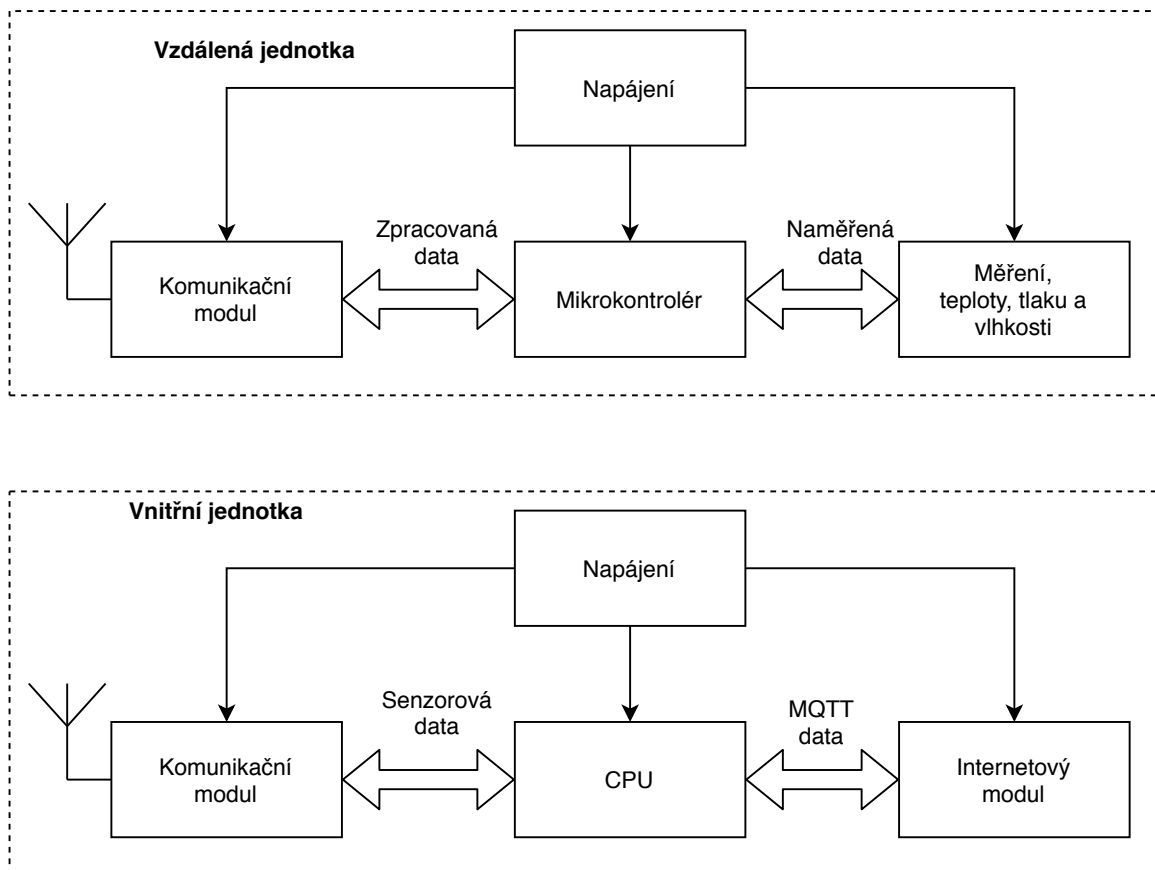 Vzdálená jednotka
Napájení
Zpracovaná
data
Naměřená
data
Komunikační
modul
Mikrokontrolér
Měření,
teploty, tlaku a
vlhkosti
Vnitřní jednotka
Napájení
Senzorová
data
MQTT
data
Komunikační
modul
CPU
Internetový
modul